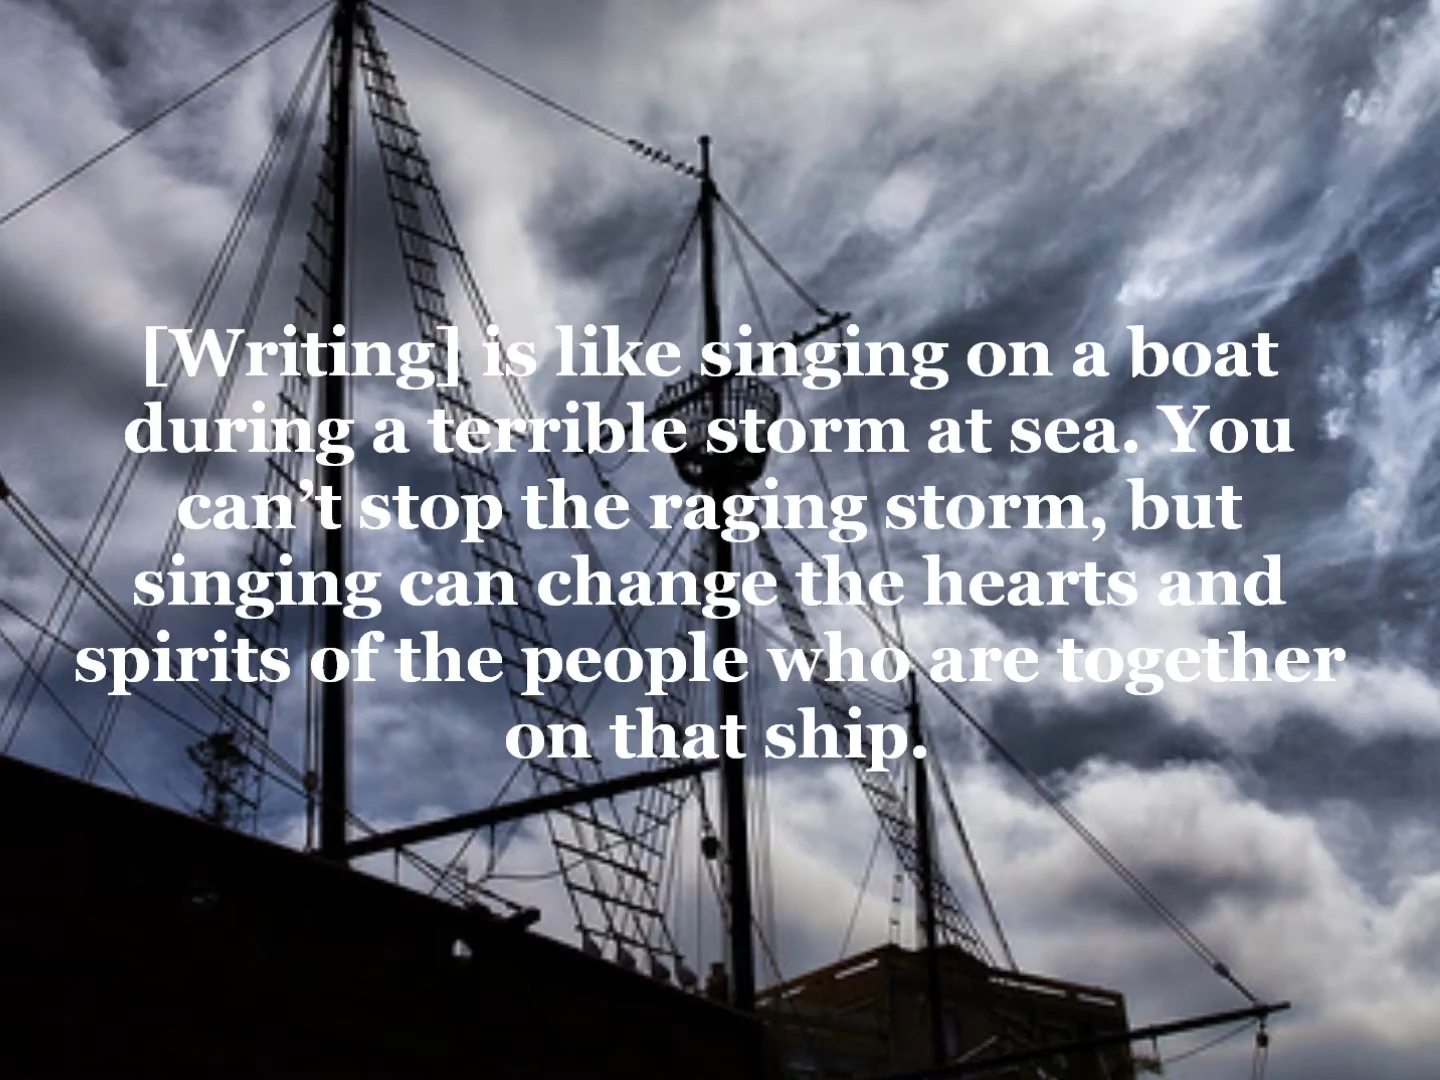 [Writing] is like singing on a boat
during a terrible storm at sea. You
can’t stop the raging storm, but
singing can change the hearts and
spirits of the people who are together
on that ship.